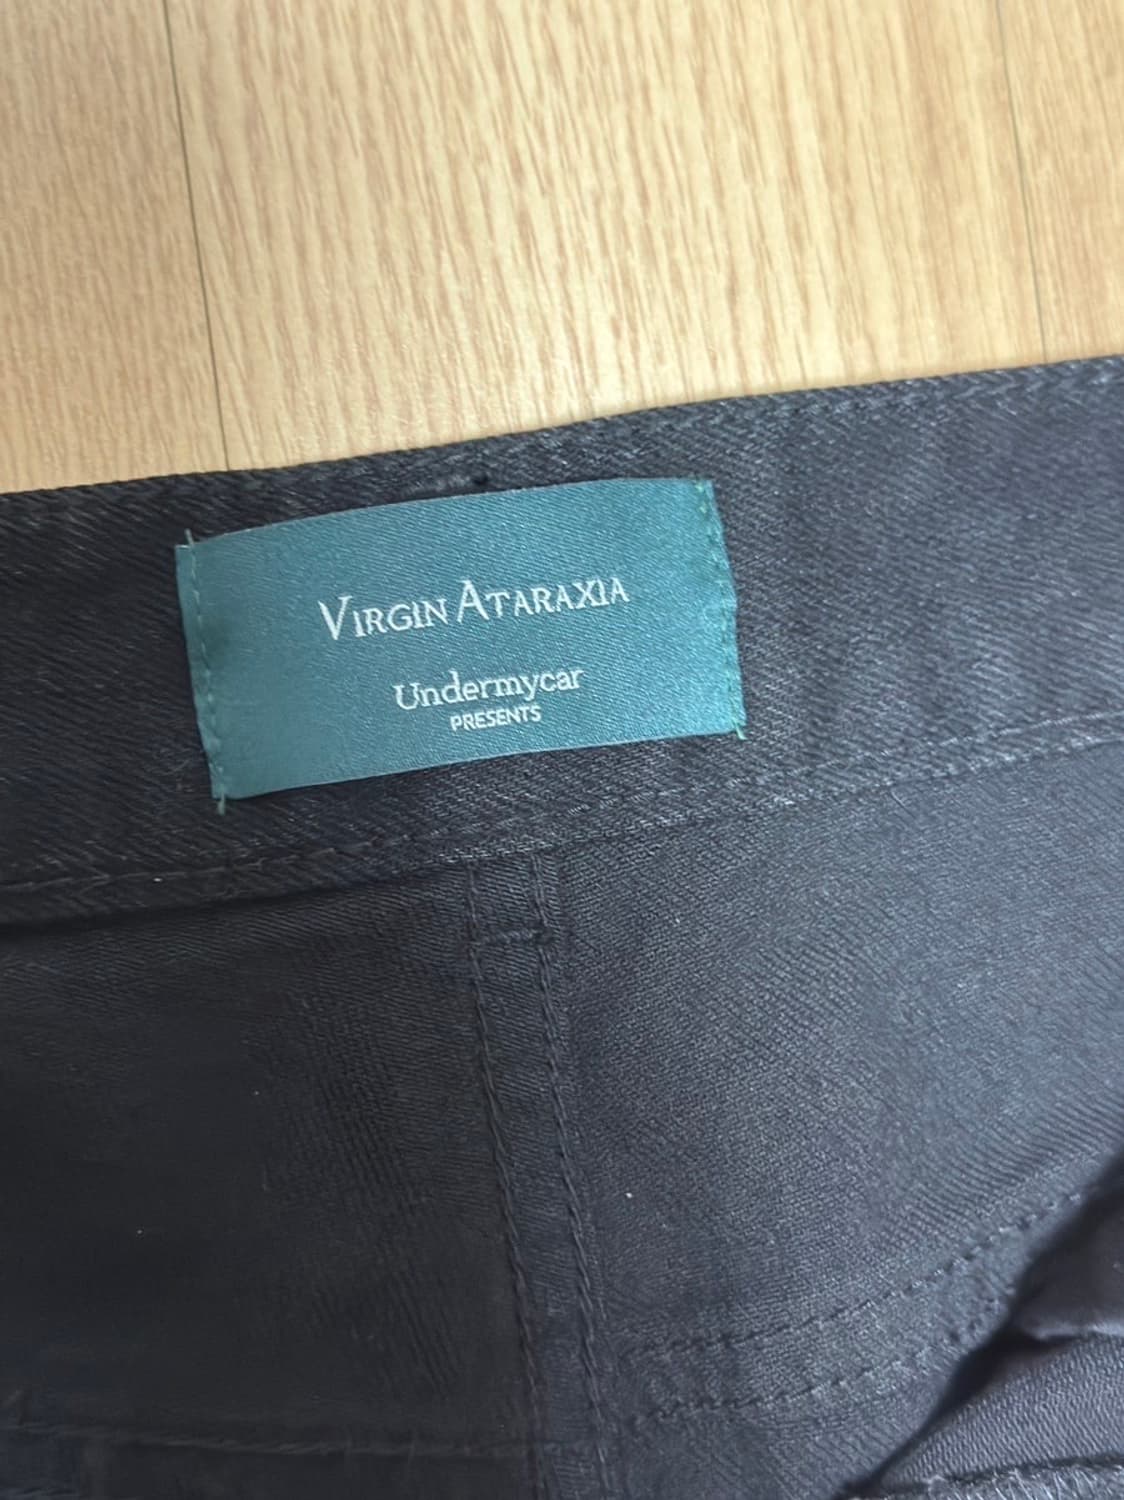 VIRGIN ATARAXIA
Undermycar
PRESENTS